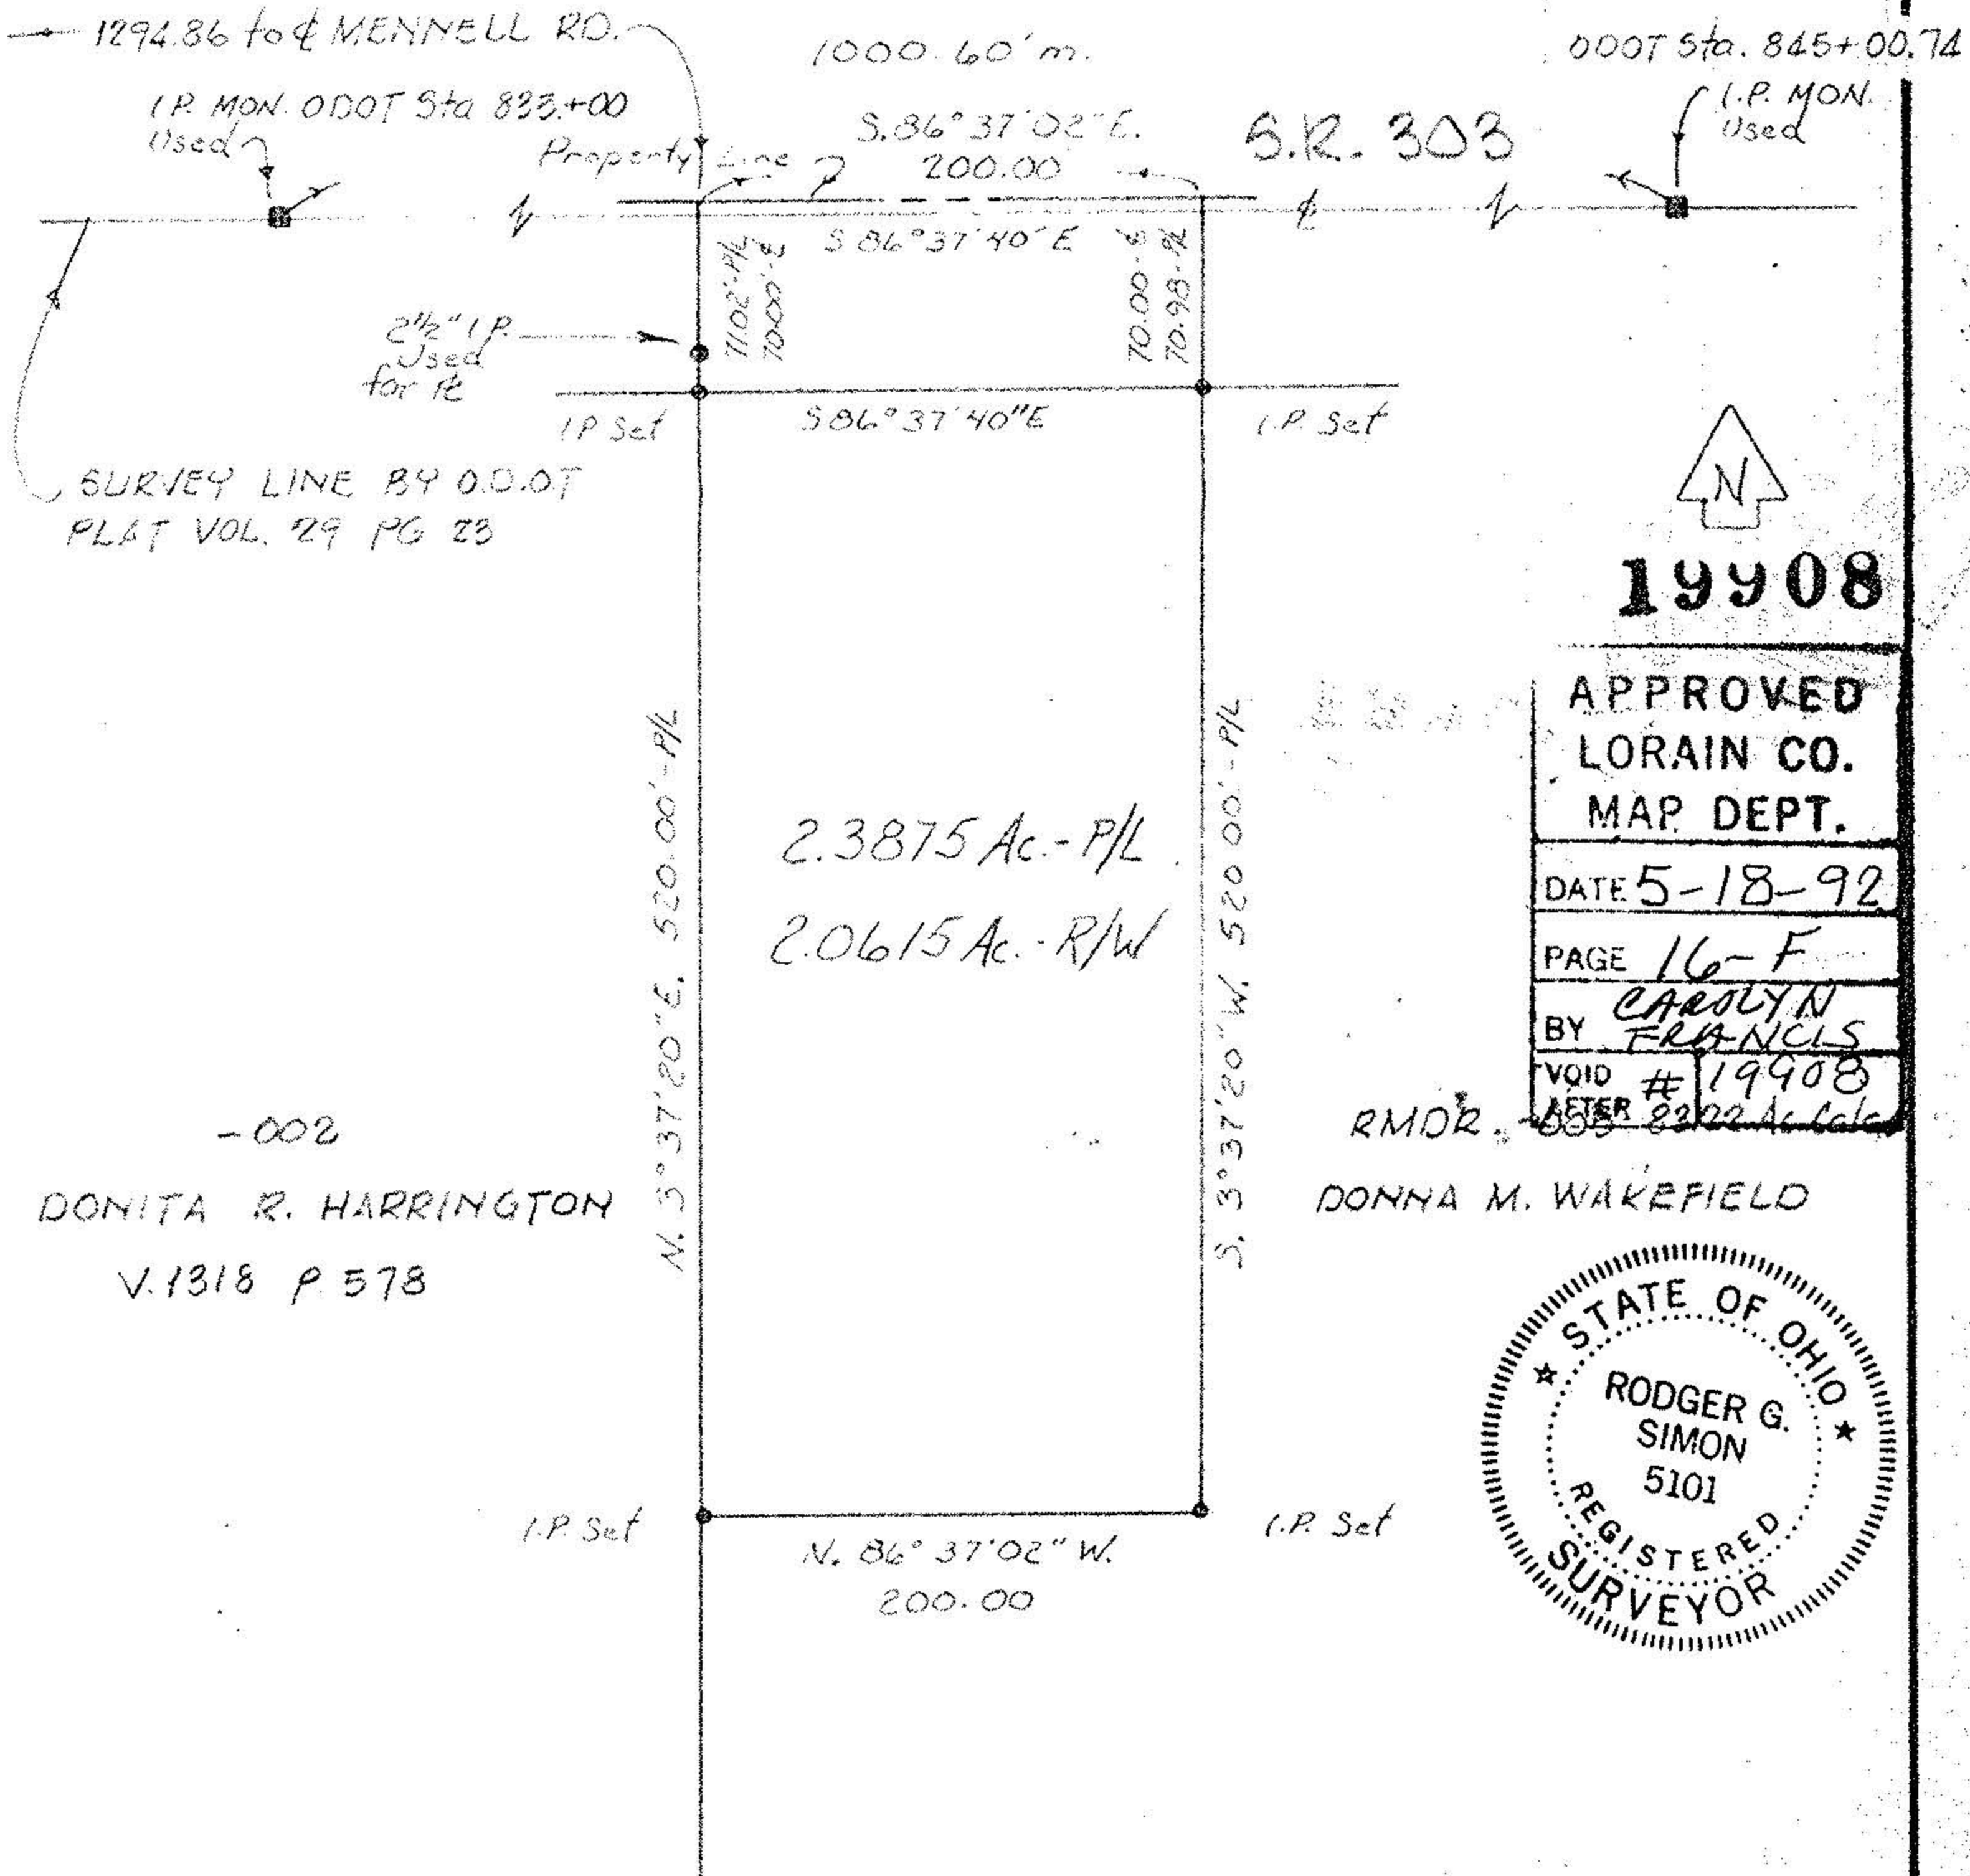 1294.86 to ℄ MENNELL RD.
1000.60' m.
ODOT Sta. 845+00.74
I.P. MON. ODOT Sta 833+00
Used
I.P. MON.
Used
Property Line
S. 86° 37' 02" E.
200.00
S.R. 303
℄
S 86° 37' 40" E
71.02'-P/L
70.00'-℄
70.00-℄
70.98-P/L
2½" I.P.
Used
for ⅊
I.P. Set
S 86° 37' 40" E
I.P. Set
SURVEY LINE BY O.D.O.T
PLAT VOL. 29 PG 23
N
19908
APPROVED
LORAIN CO.
MAP DEPT.
DATE 5-18-92
PAGE 16-F
BY CAROLYN
FRANCIS
VOID # 19908
AFTER
N. 3° 37' 20" E. 520.00'-P/L
2.3875 Ac.-P/L
2.0615 Ac.-R/W
S. 3° 37' 20" W. 520.00'-P/L
-002
DONITA R. HARRINGTON
V. 1318 P. 578
RMDR.
DONNA M. WAKEFIELD
STATE OF OHIO
RODGER G.
SIMON
5101
REGISTERED
SURVEYOR
I.P. Set
N. 86° 37' 02" W.
200.00
I.P. Set